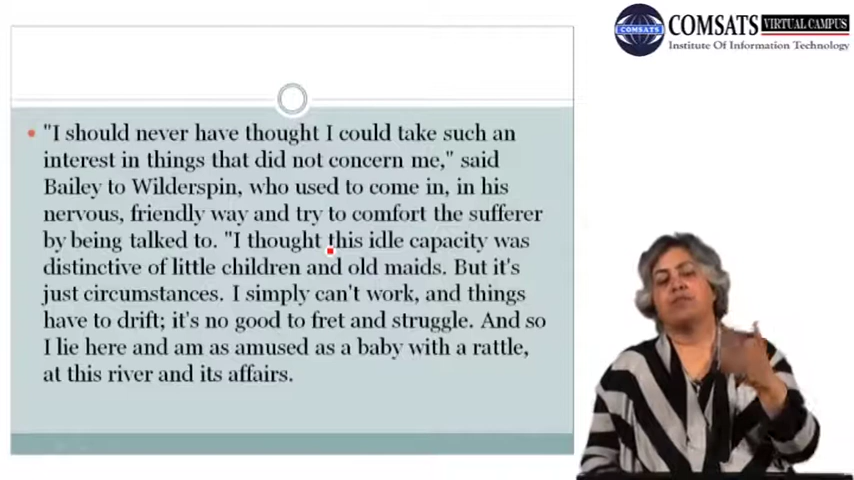 COMSATS
COMSATS VIRTUAL CAMPUS
Institute Of Information Technology
"I should never have thought I could take such an
interest in things that did not concern me," said
Bailey to Wilderspin, who used to come in, in his
nervous, friendly way and try to comfort the sufferer
by being talked to. "I thought this idle capacity was
distinctive of little children and old maids. But it's
just circumstances. I simply can't work, and things
have to drift; it's no good to fret and struggle. And so
I lie here and am as amused as a baby with a rattle,
at this river and its affairs.